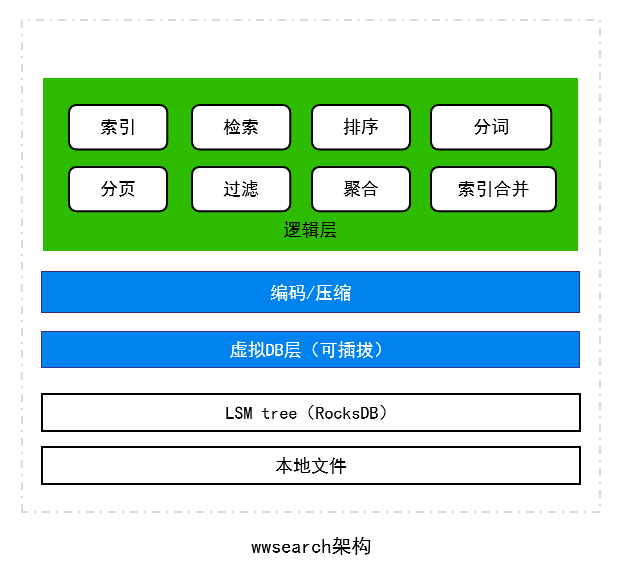 索引 检索 排序 分词
分页 过滤 聚合 索引合并
逻辑层
编码/压缩
虚拟DB层（可插拔）
LSM tree（RocksDB）
本地文件
wwsearch架构